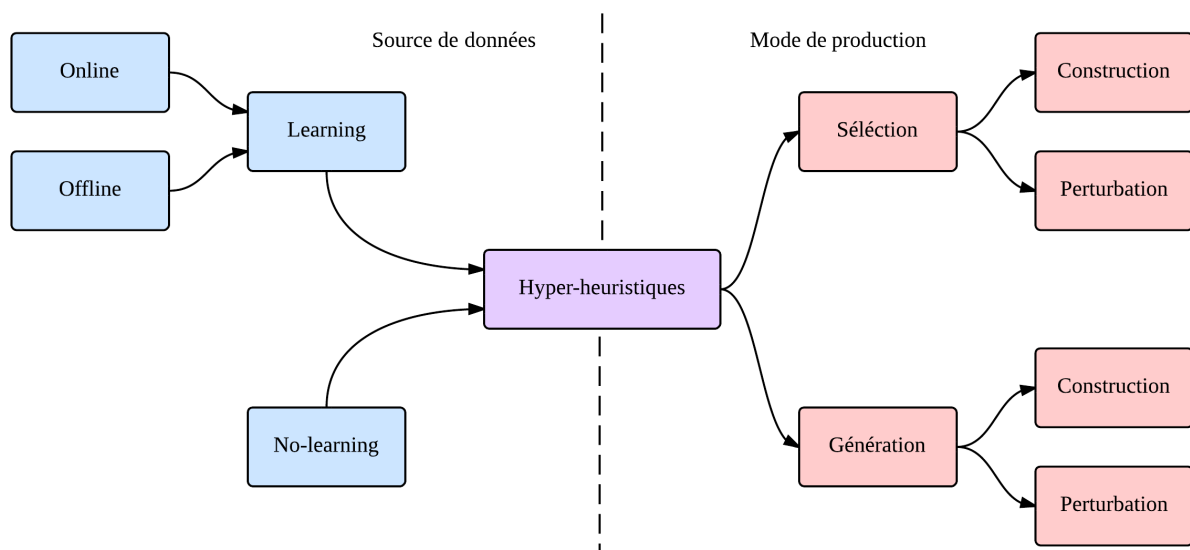 Source de données
Mode de production
Online
Construction
Learning
Séléction
Offline
Perturbation
Hyper-heuristiques
Construction
No-learning
Génération
Perturbation